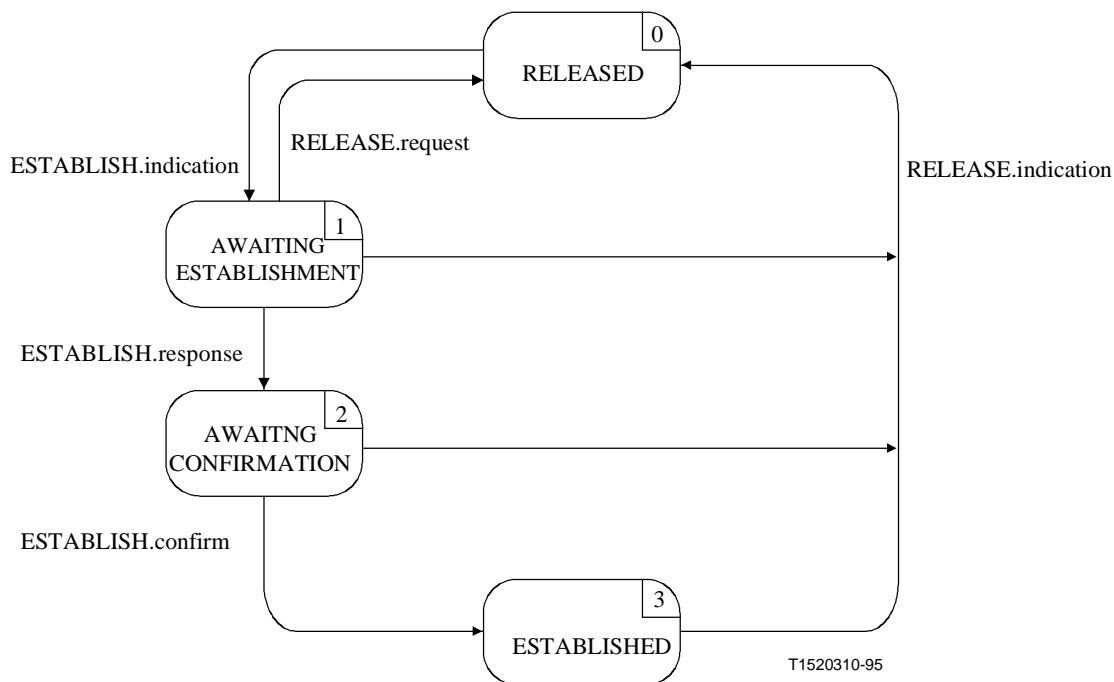 0
RELEASED
RELEASE.request
ESTABLISH.indication
RELEASE.indication
1
AWAITING
ESTABLISHMENT
ESTABLISH.response
2
AWAITNG
CONFIRMATION
ESTABLISH.confirm
3
ESTABLISHED
T1520310-95